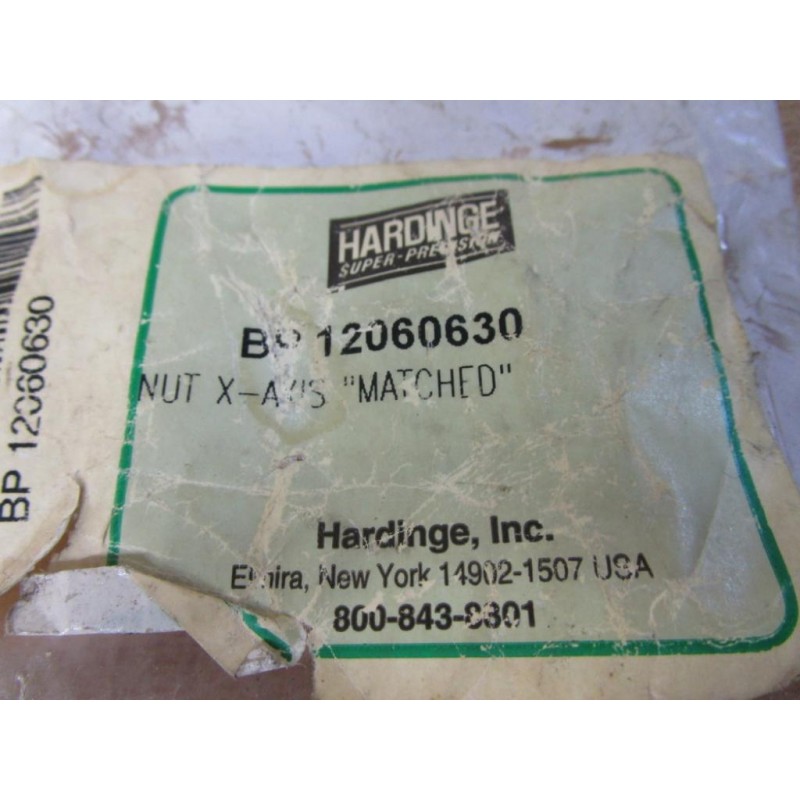 HARDINGE
SUPER-PRECISION
BP 12060630
NUT X-AXIS "MATCHED"
Hardinge, Inc.
Elmira, New York 14902-1507 USA
800-843-8801
BP 12060630